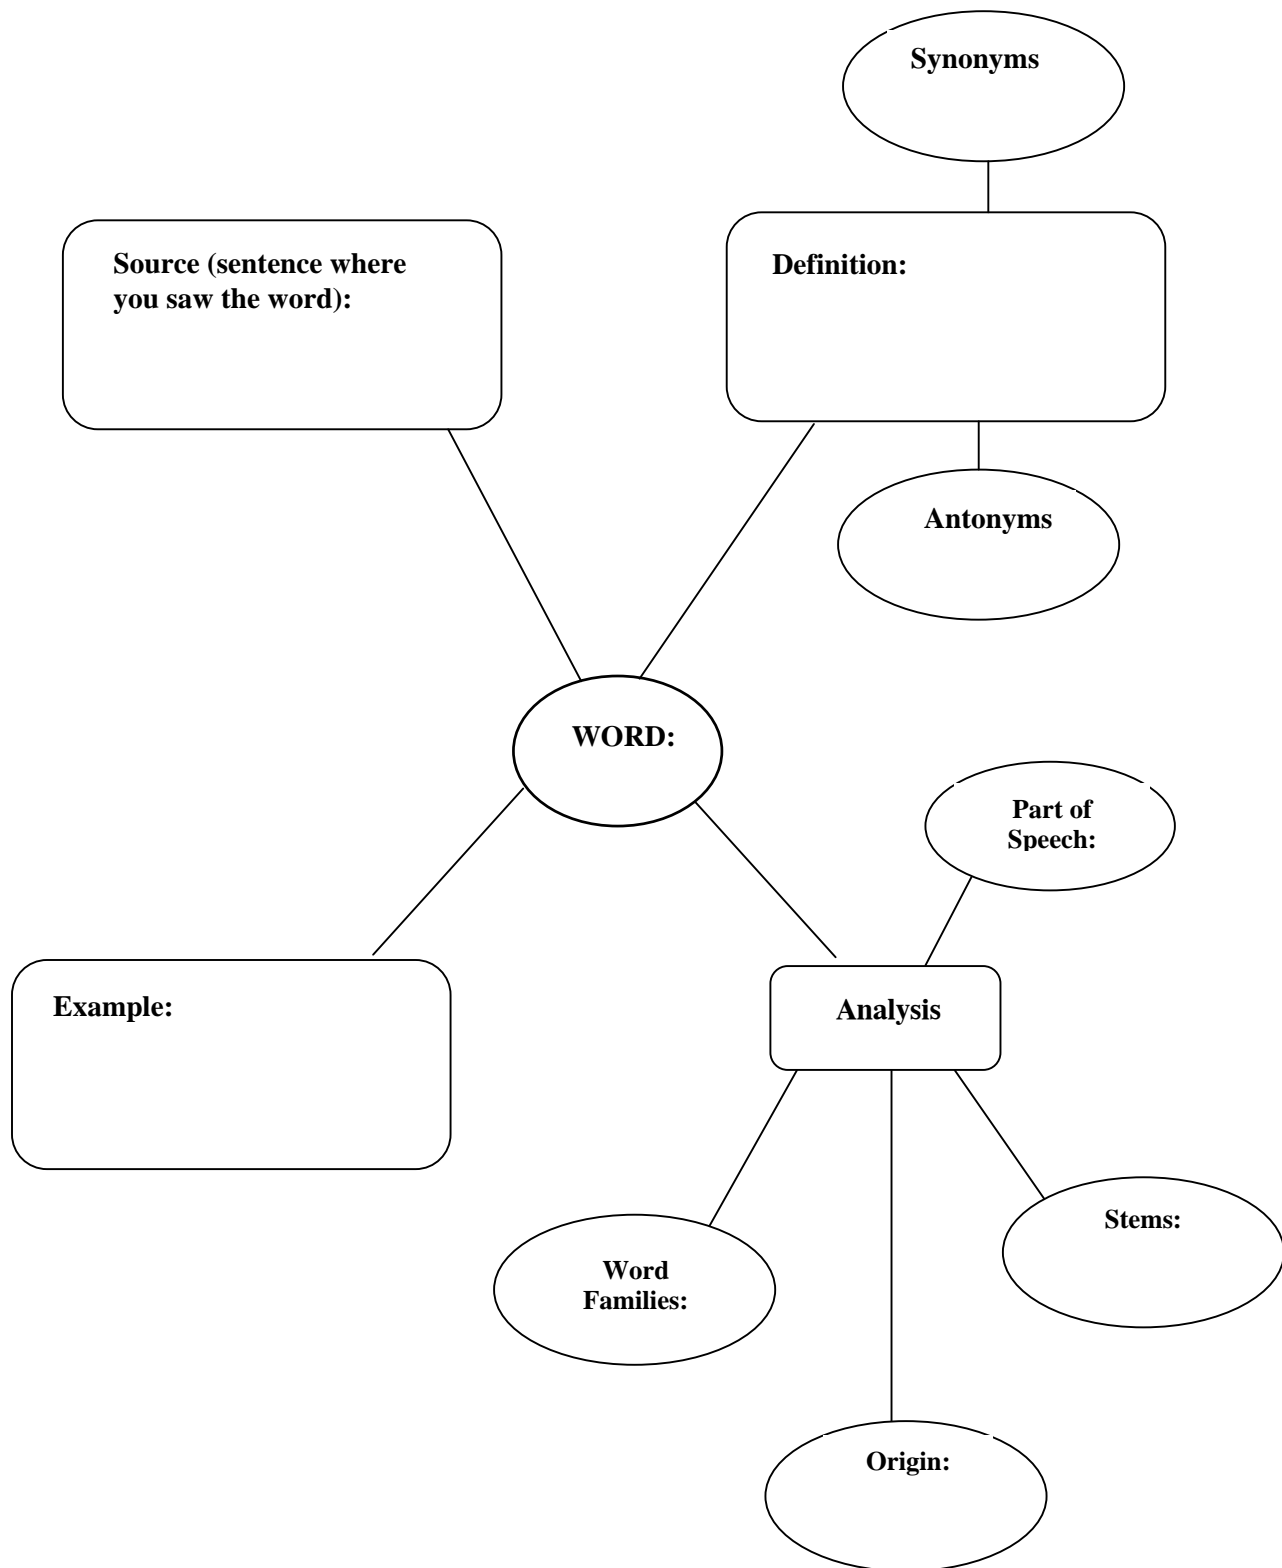 Synonyms
Source (sentence where
you saw the word):
Definition:
Antonyms
WORD:
Part of
Speech:
Example:
Analysis
Stems:
Word
Families:
Origin: